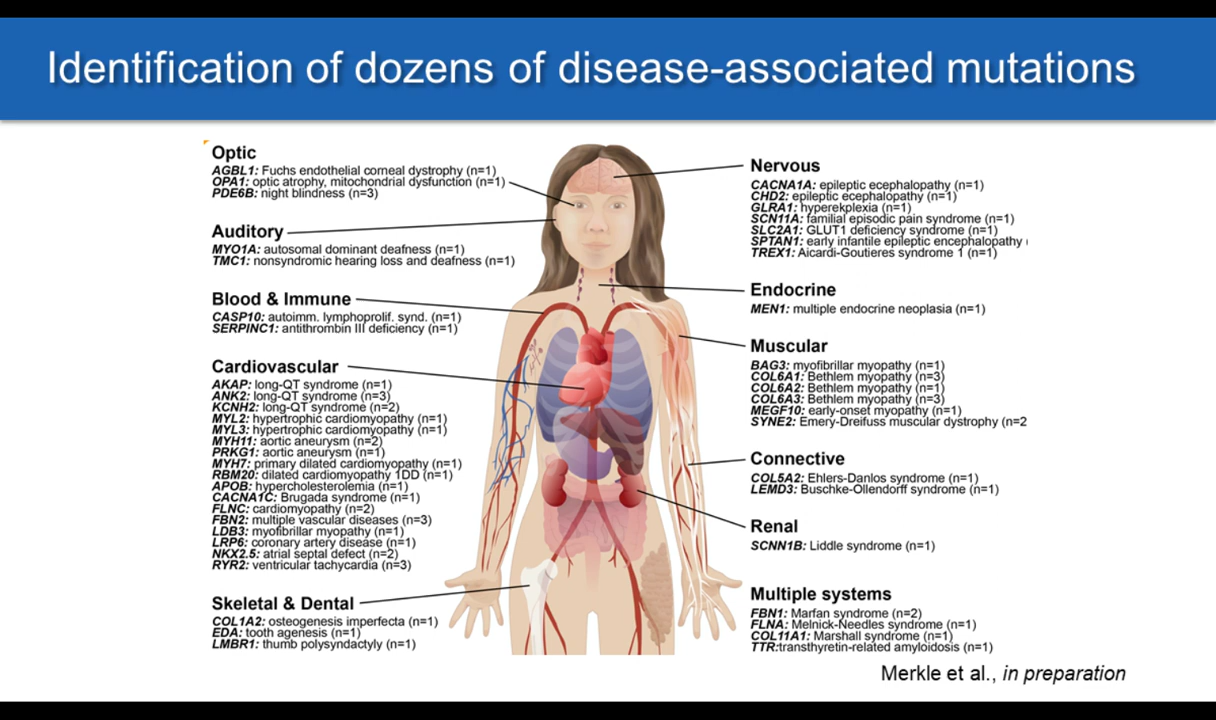 Identification of dozens of disease-associated mutations
Optic
AGBL1: Fuchs endothelial corneal dystrophy (n=1)
OPA1: optic atrophy, mitochondrial dysfunction (n=1)
PDE6B: night blindness (n=3)
Auditory
MYO1A: autosomal dominant deafness (n=1)
TMC1: nonsyndromic hearing loss and deafness (n=1)
Blood & Immune
CASP10: autoimm. lymphoprolif. synd. (n=1)
SERPINC1: antithrombin III deficiency (n=1)
Cardiovascular
AKAP: long-QT syndrome (n=1)
ANK2: long-QT syndrome (n=3)
KCNH2: long-QT syndrome (n=2)
MYL2: hypertrophic cardiomyopathy (n=1)
MYL3: hypertrophic cardiomyopathy (n=1)
MYH11: aortic aneurysm (n=2)
PRKG1: aortic aneurysm (n=1)
MYH7: primary dilated cardiomyopathy (n=1)
RBM20: dilated cardiomyopathy 1DD (n=1)
APOB: hypercholesterolemia (n=1)
CACNA1C: Brugada syndrome (n=1)
FLNC: cardiomyopathy (n=2)
FBN2: multiple vascular diseases (n=3)
LDB3: myofibrillar myopathy (n=1)
LRP6: coronary artery disease (n=1)
NKX2.5: atrial septal defect (n=2)
RYR2: ventricular tachycardia (n=3)
Skeletal & Dental
COL1A2: osteogenesis imperfecta (n=1)
EDA: tooth agenesis (n=1)
LMBR1: thumb polysyndactyly (n=1)
Nervous
CACNA1A: epileptic ecephalopathy (n=1)
CHD2: epileptic ecephalopathy (n=1)
GLRA1: hyperekplexia (n=1)
SCN11A: familial episodic pain syndrome (n=1)
SLC2A1: GLUT1 deficiency syndrome (n=1)
SPTAN1: early infantile epileptic encephalopathy (
TREX1: Aicardi-Goutieres syndrome 1 (n=1)
Endocrine
MEN1: multiple endocrine neoplasia (n=1)
Muscular
BAG3: myofibrillar myopathy (n=1)
COL6A1: Bethlem myopathy (n=3)
COL6A2: Bethlem myopathy (n=1)
COL6A3: Bethlem myopathy (n=3)
MEGF10: early-onset myopathy (n=1)
SYNE2: Emery-Dreifuss muscular dystrophy (n=2
Connective
COL5A2: Ehlers-Danlos syndrome (n=1)
LEMD3: Buschke-Ollendorff syndrome (n=1)
Renal
SCNN1B: Liddle syndrome (n=1)
Multiple systems
FBN1: Marfan syndrome (n=2)
FLNA: Melnick-Needles syndrome (n=1)
COL11A1: Marshall syndrome (n=1)
TTR:transthyretin-related amyloidosis (n=1)
Merkle et al., in preparation